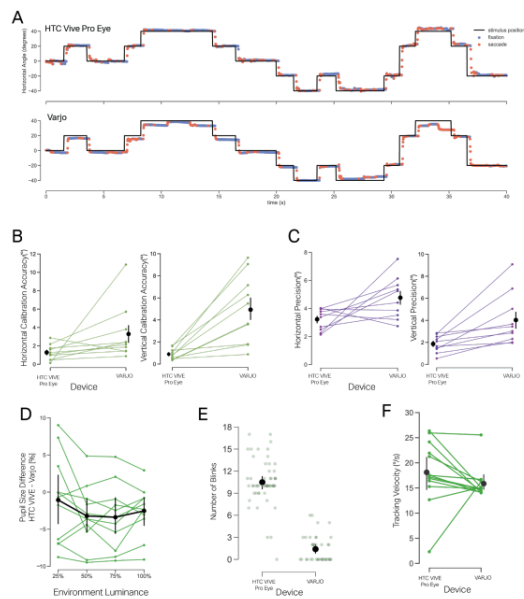 A
HTC Vive Pro Eye
stimulus position
fixation
saccade
Horizontal Angle (degrees)
40
20
0
-20
-40
Varjo
40
20
0
-20
-40
0
5
10
15
20
25
30
35
40
time (s)
B
Horizontal Calibration Accuracy(°)
12
10
8
6
4
2
0
HTC VIVE
Pro Eye
VARJO
Vertical Calibration Accuracy(°)
10
8
6
4
2
0
HTC VIVE
Pro Eye
VARJO
Device
C
Horizontal Precision(°)
8
6
4
2
0
HTC VIVE
Pro Eye
VARJO
Vertical Precision(°)
10
8
6
4
2
0
HTC VIVE
Pro Eye
VARJO
Device
D
Pupil Size Difference
HTC VIVE - Varjo [%]
10
5
0
-5
-10
25%
50%
75%
100%
Environment Luminance
E
Number of Blinks
18
15
12
9
6
3
0
HTC VIVE
Pro Eye
VARJO
Device
F
Tracking Velocity (°/s)
30
25
20
15
10
5
0
HTC VIVE
Pro Eye
VARJO
Device